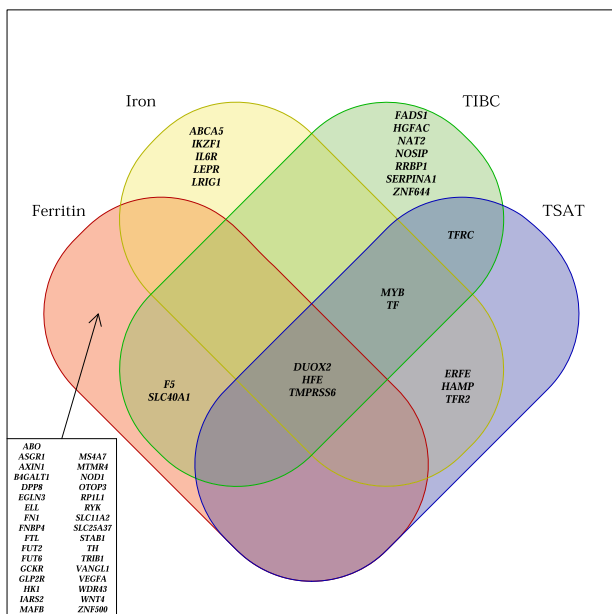 Iron
TIBC
Ferritin
TSAT
ABCA5
IKZF1
IL6R
LEPR
LRIG1
FADS1
HGFAC
NAT2
NOSIP
RRBP1
SERPINA1
ZNF644
TFRC
MYB
TF
F5
SLC40A1
DUOX2
HFE
TMPRSS6
ERFE
HAMP
TFR2
ABO
ASGR1 MS4A7
AXIN1 MTMR4
B4GALT1 NOD1
DPP8 OTOP3
EGLN3 RP1L1
ELL RYK
FN1 SLC11A2
FNBP4 SLC25A37
FTL STAB1
FUT2 TH
FUT6 TRIB1
GCKR VANGL1
GLP2R VEGFA
HK1 WDR43
IARS2 WNT4
MAFB ZNF500